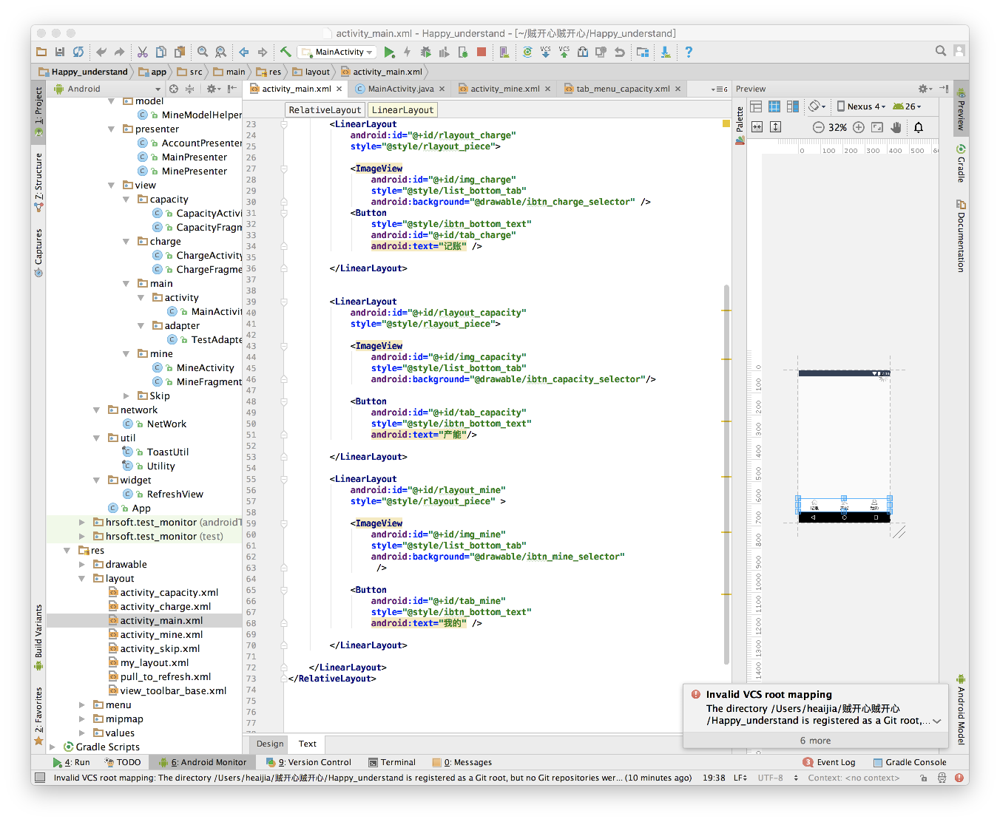 activity_main.xml - Happy_understand - [~/贼开心贼开心/Happy_understand]
MainActivity
Happy_understand
app
src
main
res
layout
activity_main.xml
Android
activity_main.xml
MainActivity.java
activity_mine.xml
tab_menu_capacity.xml
6
Preview
1: Project
Z: Structure
Captures
Build Variants
2: Favorites
model
MineModelHelper
presenter
AccountPresenter
MainPresenter
MinePresenter
view
capacity
CapacityActivi
CapacityFragn
charge
ChargeActivity
ChargeFragme
main
activity
MainActivit
adapter
TestAdapte
mine
MineActivity
MineFragment
Skip
network
NetWork
util
ToastUtil
Utility
widget
RefreshView
App
hrsoft.test_monitor (androidT
hrsoft.test_monitor (test)
res
drawable
layout
activity_capacity.xml
activity_charge.xml
activity_main.xml
activity_mine.xml
activity_skip.xml
my_layout.xml
pull_to_refresh.xml
view_toolbar_base.xml
menu
mipmap
values
Gradle Scripts
RelativeLayout LinearLayout
23 <LinearLayout
24 android:id="@+id/rlayout_charge"
25 style="@style/rlayout_piece">
26
27 <ImageView
28 android:id="@+id/img_charge"
29 style="@style/list_bottom_tab"
30 android:background="@drawable/ibtn_charge_selector" />
31 <Button
32 style="@style/ibtn_bottom_text"
33 android:id="@+id/tab_charge"
34 android:text="记账" />
35
36 </LinearLayout>
37
38
39 <LinearLayout
40 android:id="@+id/rlayout_capacity"
41 style="@style/rlayout_piece">
42
43 <ImageView
44 android:id="@+id/img_capacity"
45 style="@style/list_bottom_tab"
46 android:background="@drawable/ibtn_capacity_selector"/>
47
48 <Button
49 android:id="@+id/tab_capacity"
50 style="@style/ibtn_bottom_text"
51 android:text="产能"/>
52
53 </LinearLayout>
54
55 <LinearLayout
56 android:id="@+id/rlayout_mine"
57 style="@style/rlayout_piece" >
58
59 <ImageView
60 android:id="@+id/img_mine"
61 style="@style/list_bottom_tab"
62 android:background="@drawable/ibtn_mine_selector"
63 />
64
65 <Button
66 android:id="@+id/tab_mine"
67 style="@style/ibtn_bottom_text"
68 android:text="我的" />
69
70 </LinearLayout>
71
72 </LinearLayout>
73 </RelativeLayout>
74
75
76
77
Design Text
Palette
Nexus 4
26
32%
0 100 200 300 400 500
0
100
200
300
400
500
600
700
800
900
1000
1100
1200
1300
1400
7:00
记账
产能
我的
Preview
Gradle
Documentation
Android Model
Invalid VCS root mapping
The directory /Users/heaijia/贼开心贼开心
/Happy_understand is registered as a Git root,...
6 more
4: Run
TODO
6: Android Monitor
9: Version Control
Terminal
0: Messages
3 Event Log
Gradle Console
Invalid VCS root mapping: The directory /Users/heaijia/贼开心贼开心/Happy_understand is registered as a Git root, but no Git repositories wer... (10 minutes ago)
19:38
LF
UTF-8
Context: <no context>